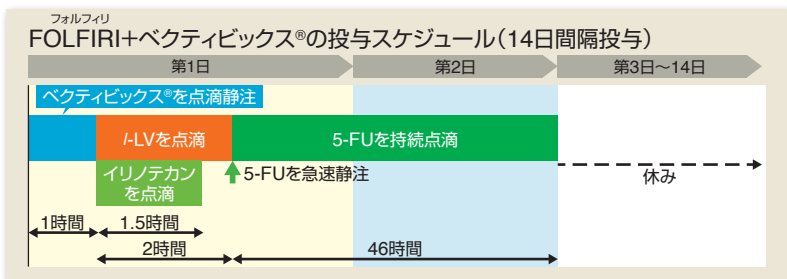 フォルフィリ
FOLFIRI+ベクティビックス®の投与スケジュール（14日間隔投与）
第1日 第2日 第3日～14日
ベクティビックス®を点滴静注
l-LVを点滴 5-FUを持続点滴
イリノテカン
を点滴
5-FUを急速静注
休み
1時間 1.5時間
2時間 46時間